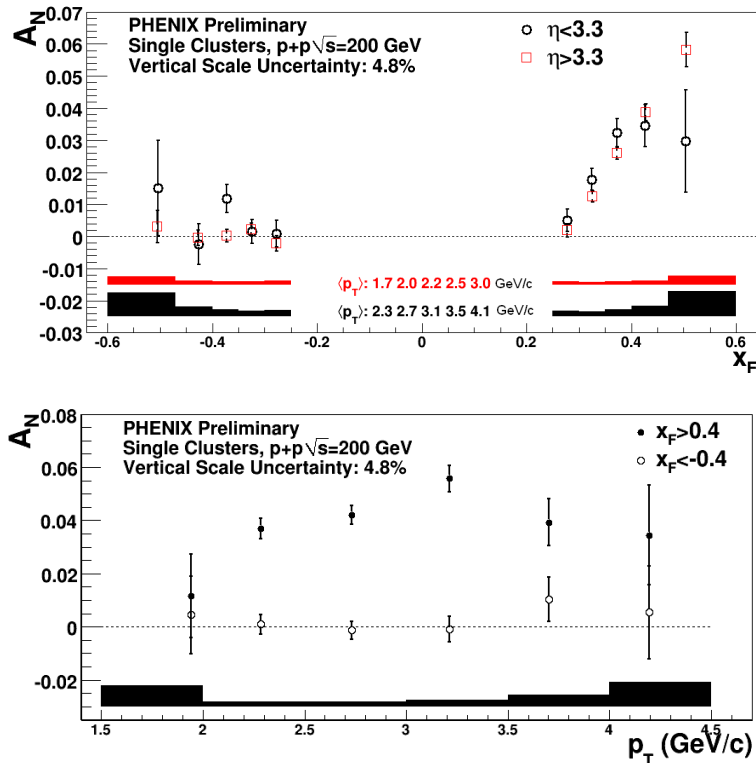 PHENIX Preliminary
Single Clusters, p+p√s=200 GeV
Vertical Scale Uncertainty: 4.8%
η<3.3
η>3.3
A_N
0.07
0.06
0.05
0.04
0.03
0.02
0.01
0
-0.01
-0.02
-0.03
⟨p_T⟩: 1.7 2.0 2.2 2.5 3.0 GeV/c
⟨p_T⟩: 2.3 2.7 3.1 3.5 4.1 GeV/c
-0.6 -0.4 -0.2 0 0.2 0.4 0.6
x_F
PHENIX Preliminary
Single Clusters, p+p√s=200 GeV
Vertical Scale Uncertainty: 4.8%
x_F>0.4
x_F<-0.4
A_N
0.08
0.06
0.04
0.02
0
-0.02
1.5 2 2.5 3 3.5 4 4.5
p_T (GeV/c)